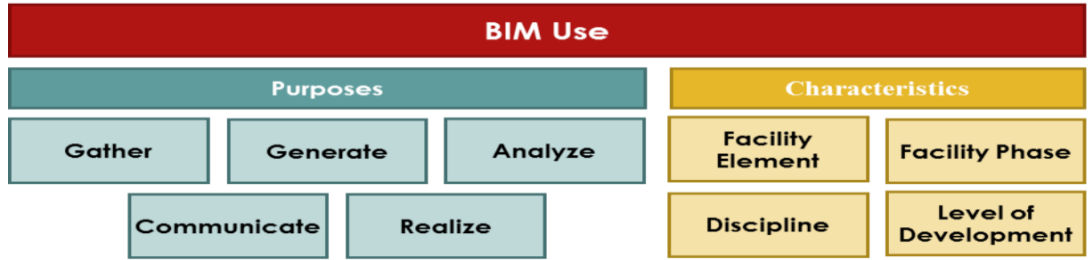 BIM Use
Purposes
Characteristics
Gather
Generate
Analyze
Facility
Element
Facility Phase
Communicate
Realize
Discipline
Level of
Development